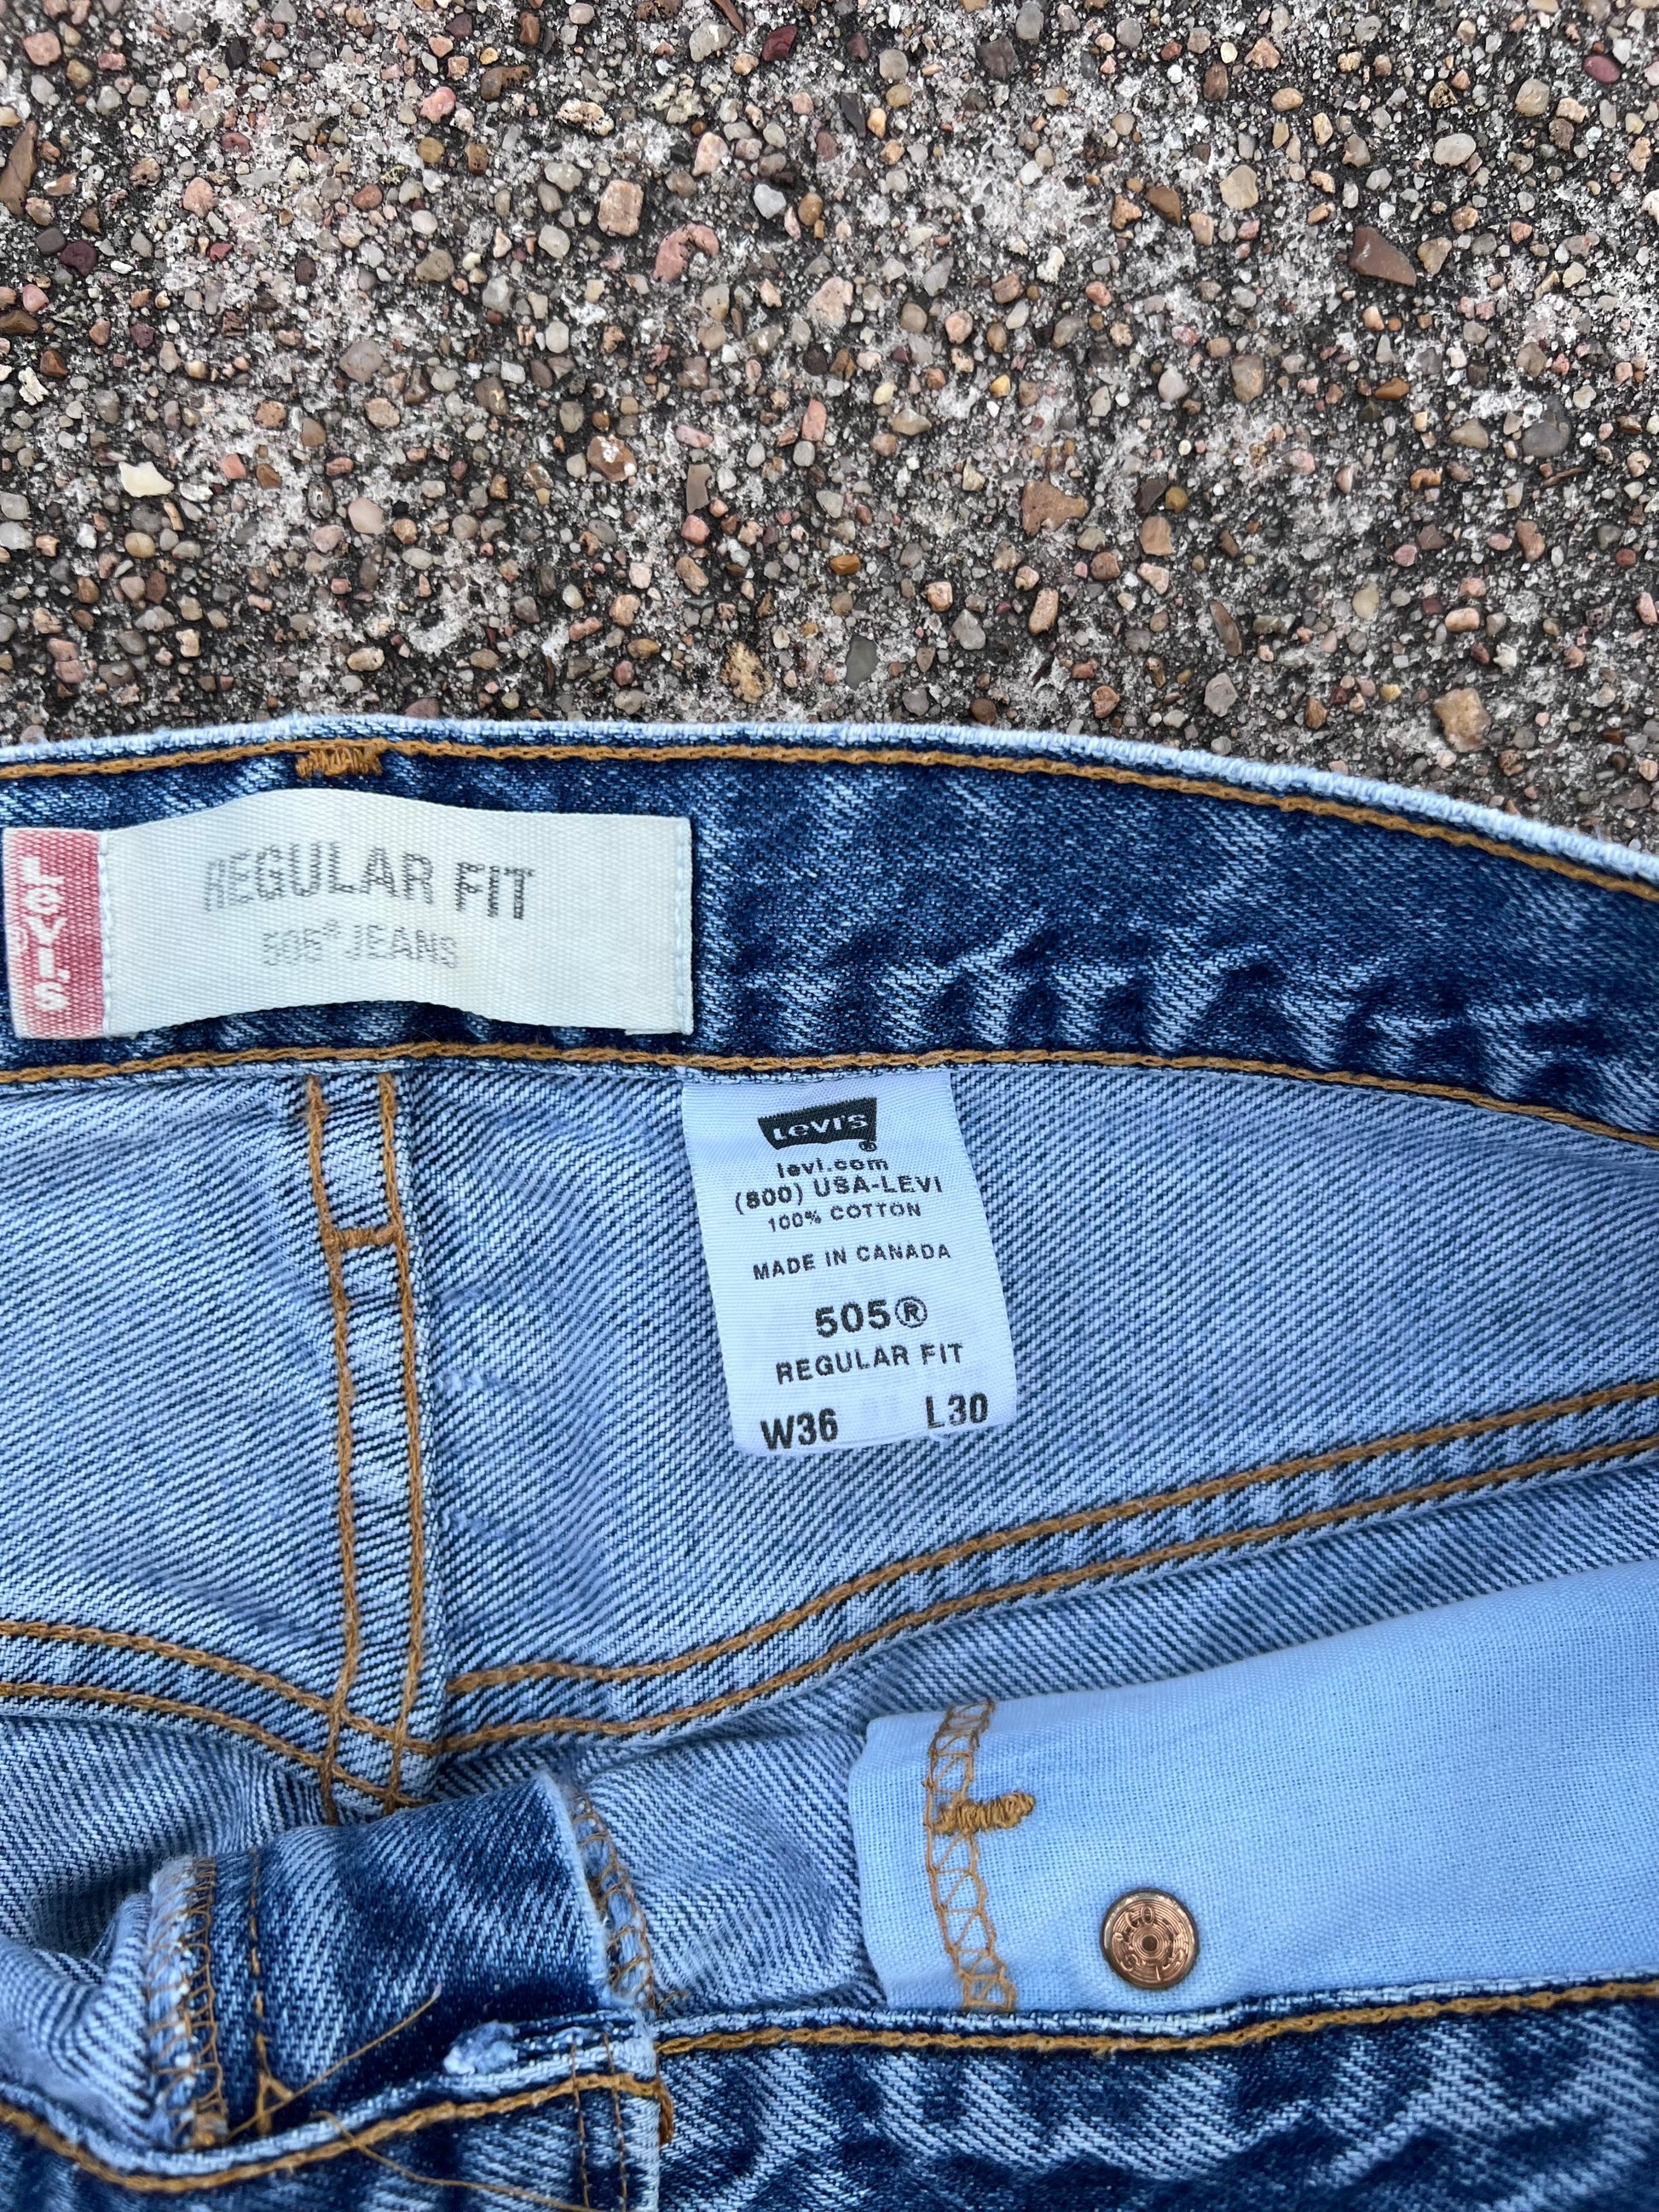 LEVI'S
REGULAR FIT
505® JEANS
LEVI'S
®
levi.com
(800) USA-LEVI
100% COTTON
MADE IN CANADA
505®
REGULAR FIT
W36 L30